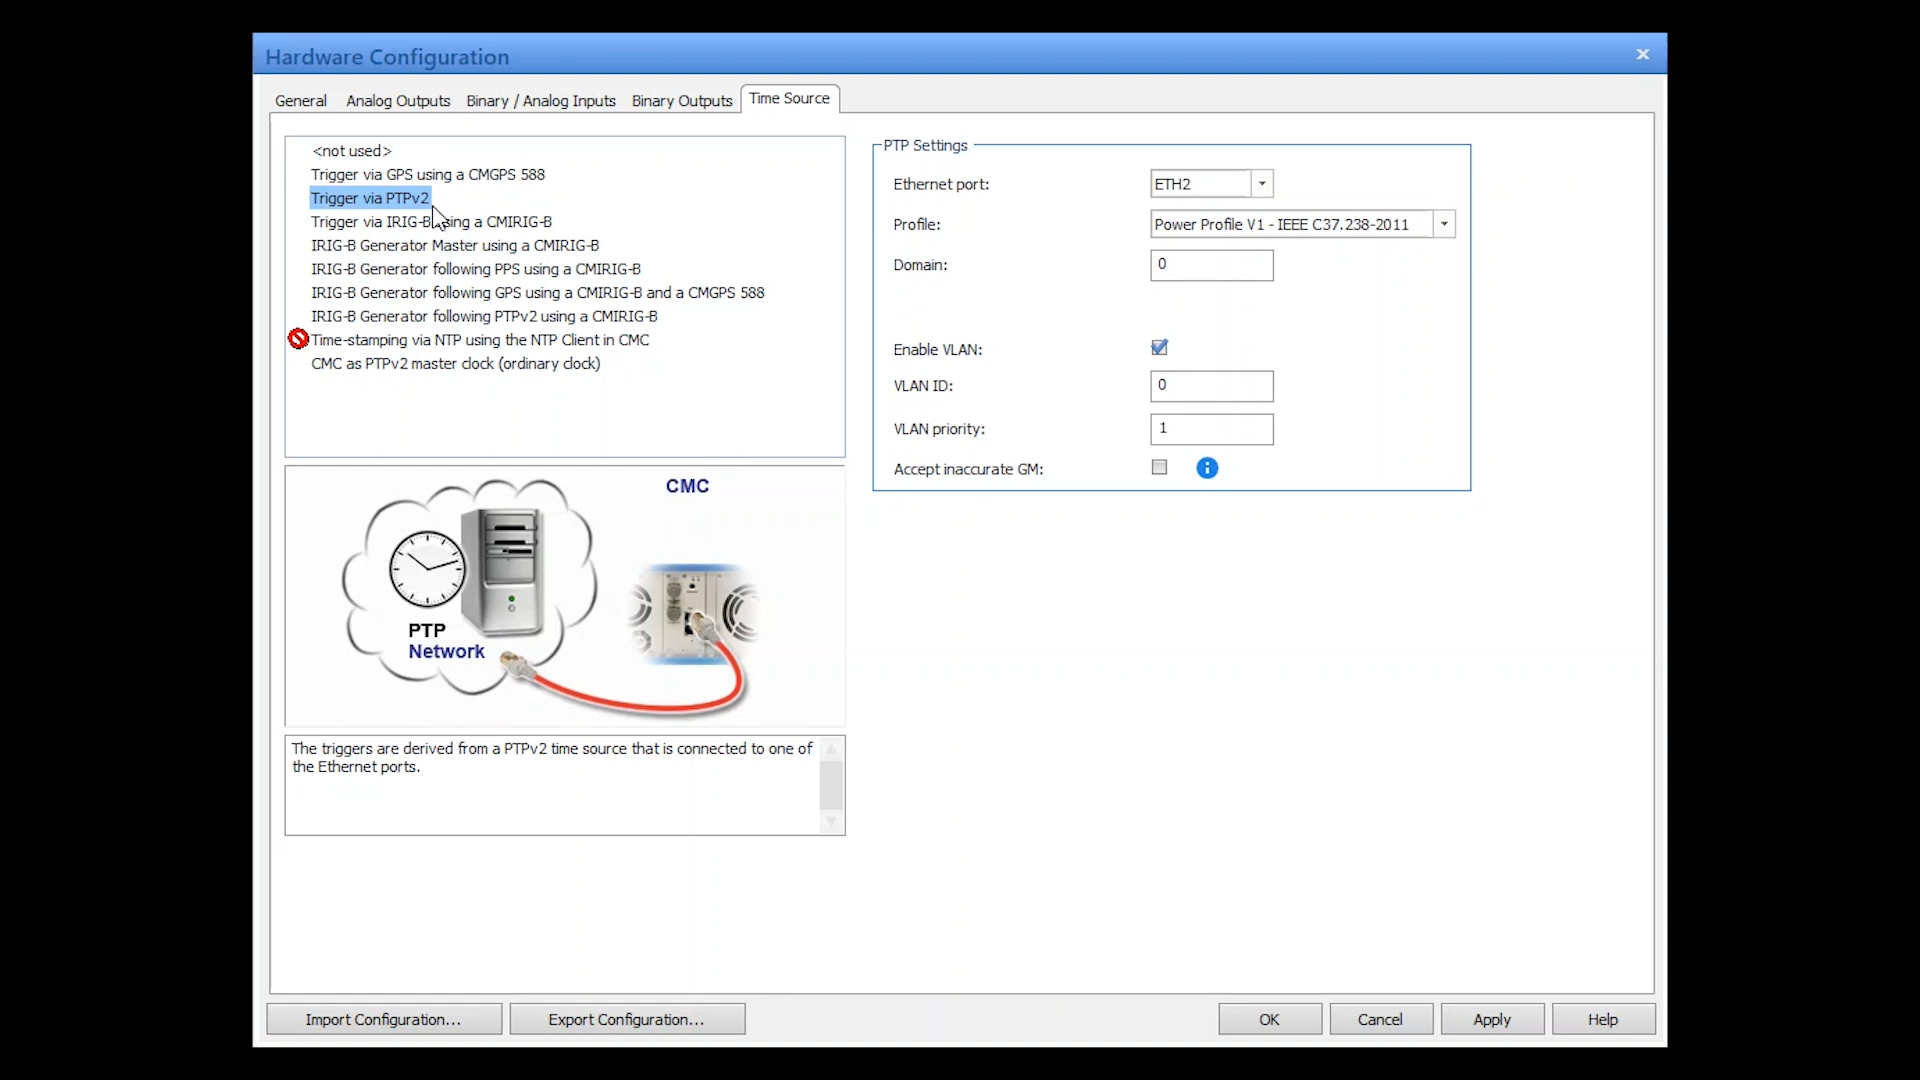 Hardware Configuration
General
Analog Outputs
Binary / Analog Inputs
Binary Outputs
Time Source
<not used>
Trigger via GPS using a CMGPS 588
Trigger via PTPv2
Trigger via IRIG-B using a CMIRIG-B
IRIG-B Generator Master using a CMIRIG-B
IRIG-B Generator following PPS using a CMIRIG-B
IRIG-B Generator following GPS using a CMIRIG-B and a CMGPS 588
IRIG-B Generator following PTPv2 using a CMIRIG-B
Time-stamping via NTP using the NTP Client in CMC
CMC as PTPv2 master clock (ordinary clock)
CMC
PTP
Network
The triggers are derived from a PTPv2 time source that is connected to one of
the Ethernet ports.
PTP Settings
Ethernet port:
ETH2
Profile:
Power Profile V1 - IEEE C37.238-2011
Domain:
0
Enable VLAN:
VLAN ID:
0
VLAN priority:
1
Accept inaccurate GM:
Import Configuration...
Export Configuration...
OK
Cancel
Apply
Help